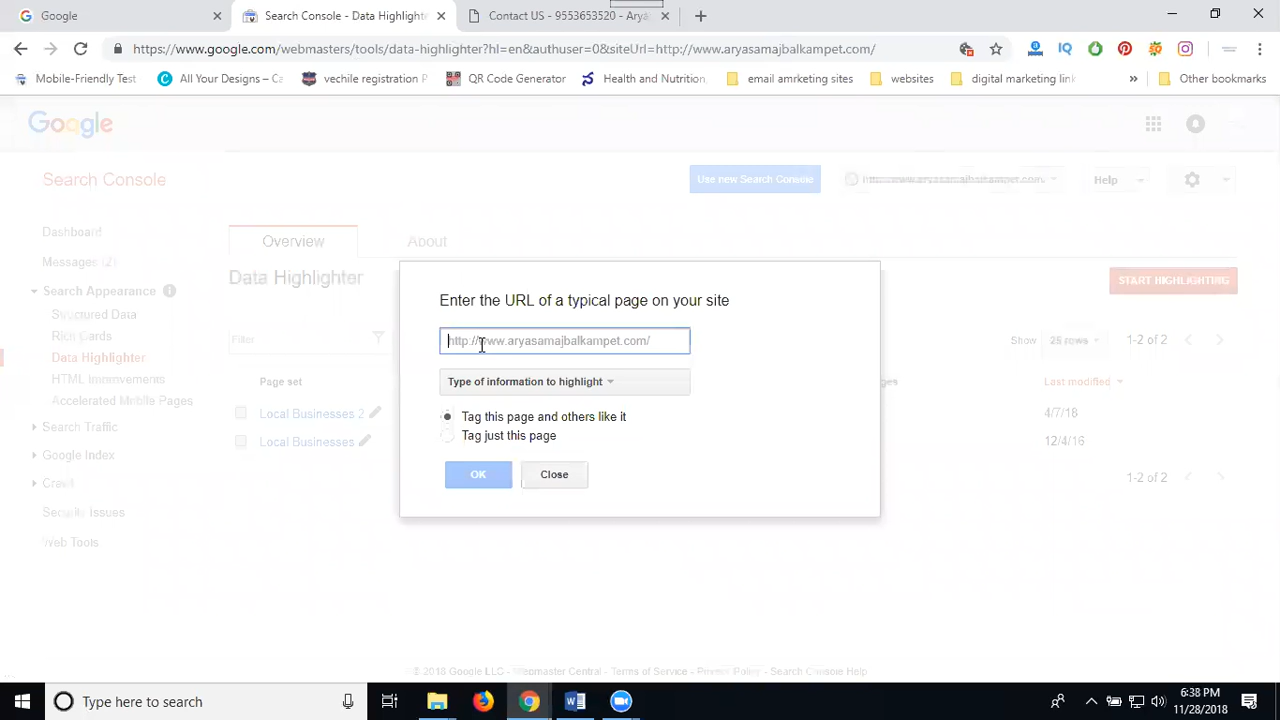 Google
Search Console - Data Highlighte
Contact US - 9553653520 - Arya
https://www.google.com/webmasters/tools/data-highlighter?hl=en&authuser=0&siteUrl=http://www.aryasamajbalkampet.com/
Mobile-Friendly Test
All Your Designs – Ca
vechile registration P
QR Code Generator
Health and Nutrition
email amrketing sites
websites
digital marketing link
»
Other bookmarks
Google
Search Console
Use new Search Console
http://www.aryasamajbalkampet.com/
Help
Dashboard
Overview
About
Messages (2)
Data Highlighter
START HIGHLIGHTING
Search Appearance
Enter the URL of a typical page on your site
Structured Data
Rich Cards
Filter
http://www.aryasamajbalkampet.com/
Show
25 rows
1-2 of 2
Data Highlighter
HTML Improvements
Page set
Type of information to highlight
Last modified
Accelerated Mobile Pages
Local Businesses 2
Tag this page and others like it
4/7/18
Search Traffic
Tag just this page
Local Businesses
12/4/16
Google Index
OK
Close
1-2 of 2
Crawl
Security Issues
Web Tools
© 2018 Google LLC - Webmaster Central - Terms of Service - Privacy Policy - Search Console Help
Type here to search
6:38 PM
11/28/2018